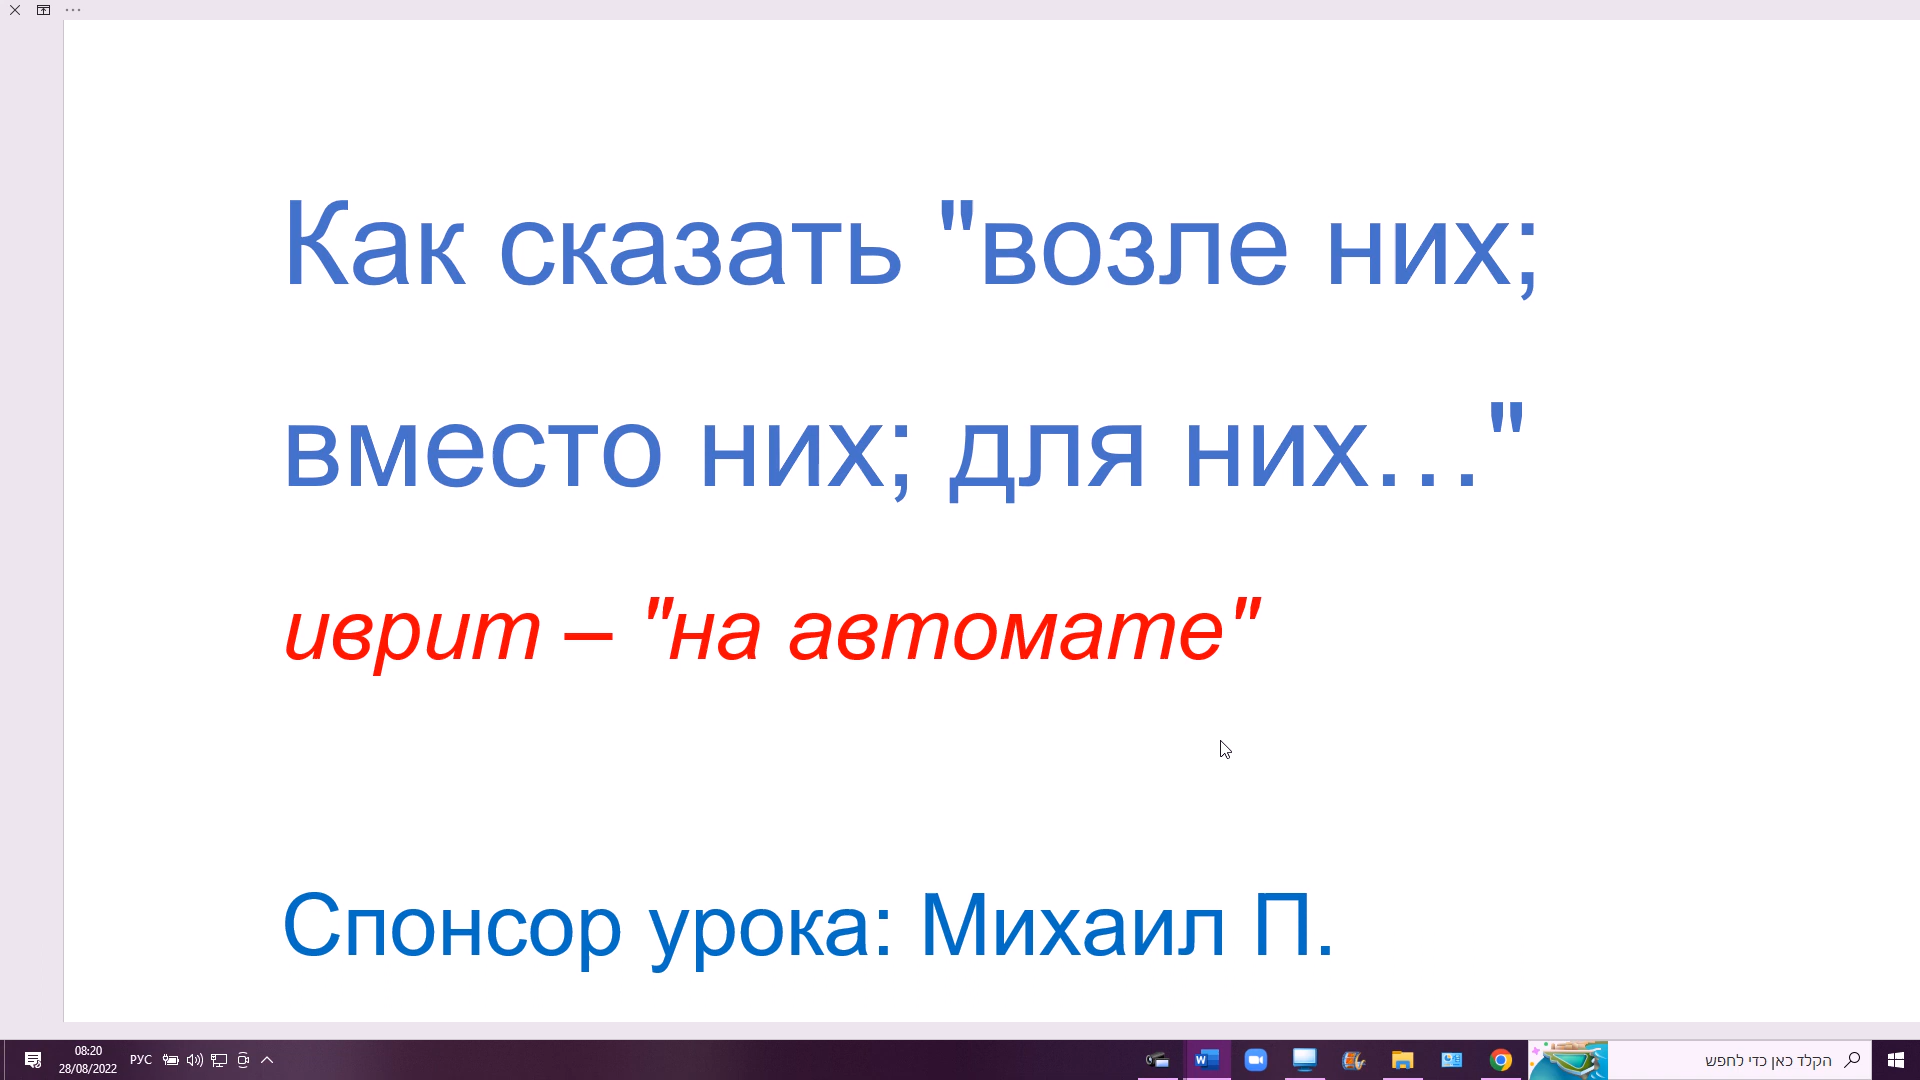 Как сказать "возле них;
вместо них; для них…"
иврит – "на автомате"
Спонсор урока: Михаил П.
08:20
28/08/2022
РУС
הקלד כאן כדי לחפש